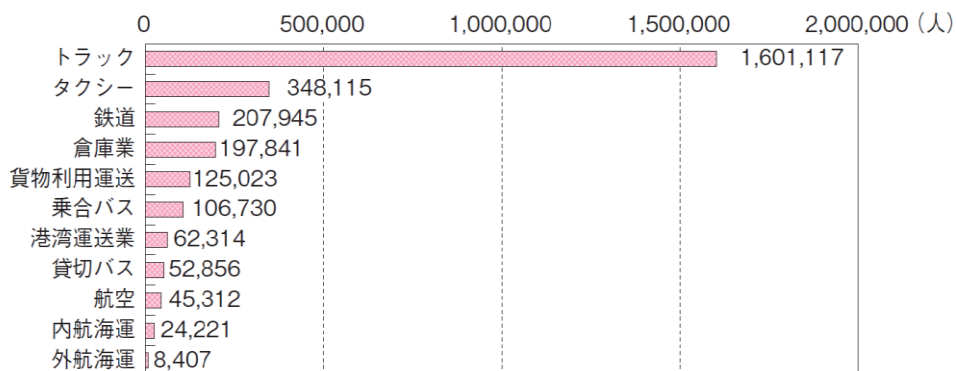 0 500,000 1,000,000 1,500,000 2,000,000（人）
トラック 1,601,117
タクシー 348,115
鉄道 207,945
倉庫業 197,841
貨物利用運送 125,023
乗合バス 106,730
港湾運送業 62,314
貸切バス 52,856
航空 45,312
内航海運 24,221
外航海運 8,407